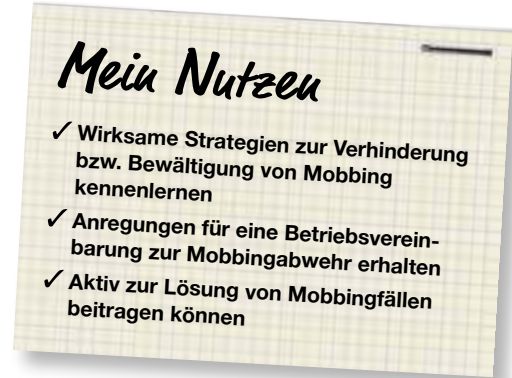 Mein Nutzen
✓ Wirksame Strategien zur Verhinderung
bzw. Bewältigung von Mobbing
kennenlernen
✓ Anregungen für eine Betriebsverein-
barung zur Mobbingabwehr erhalten
✓ Aktiv zur Lösung von Mobbingfällen
beitragen können